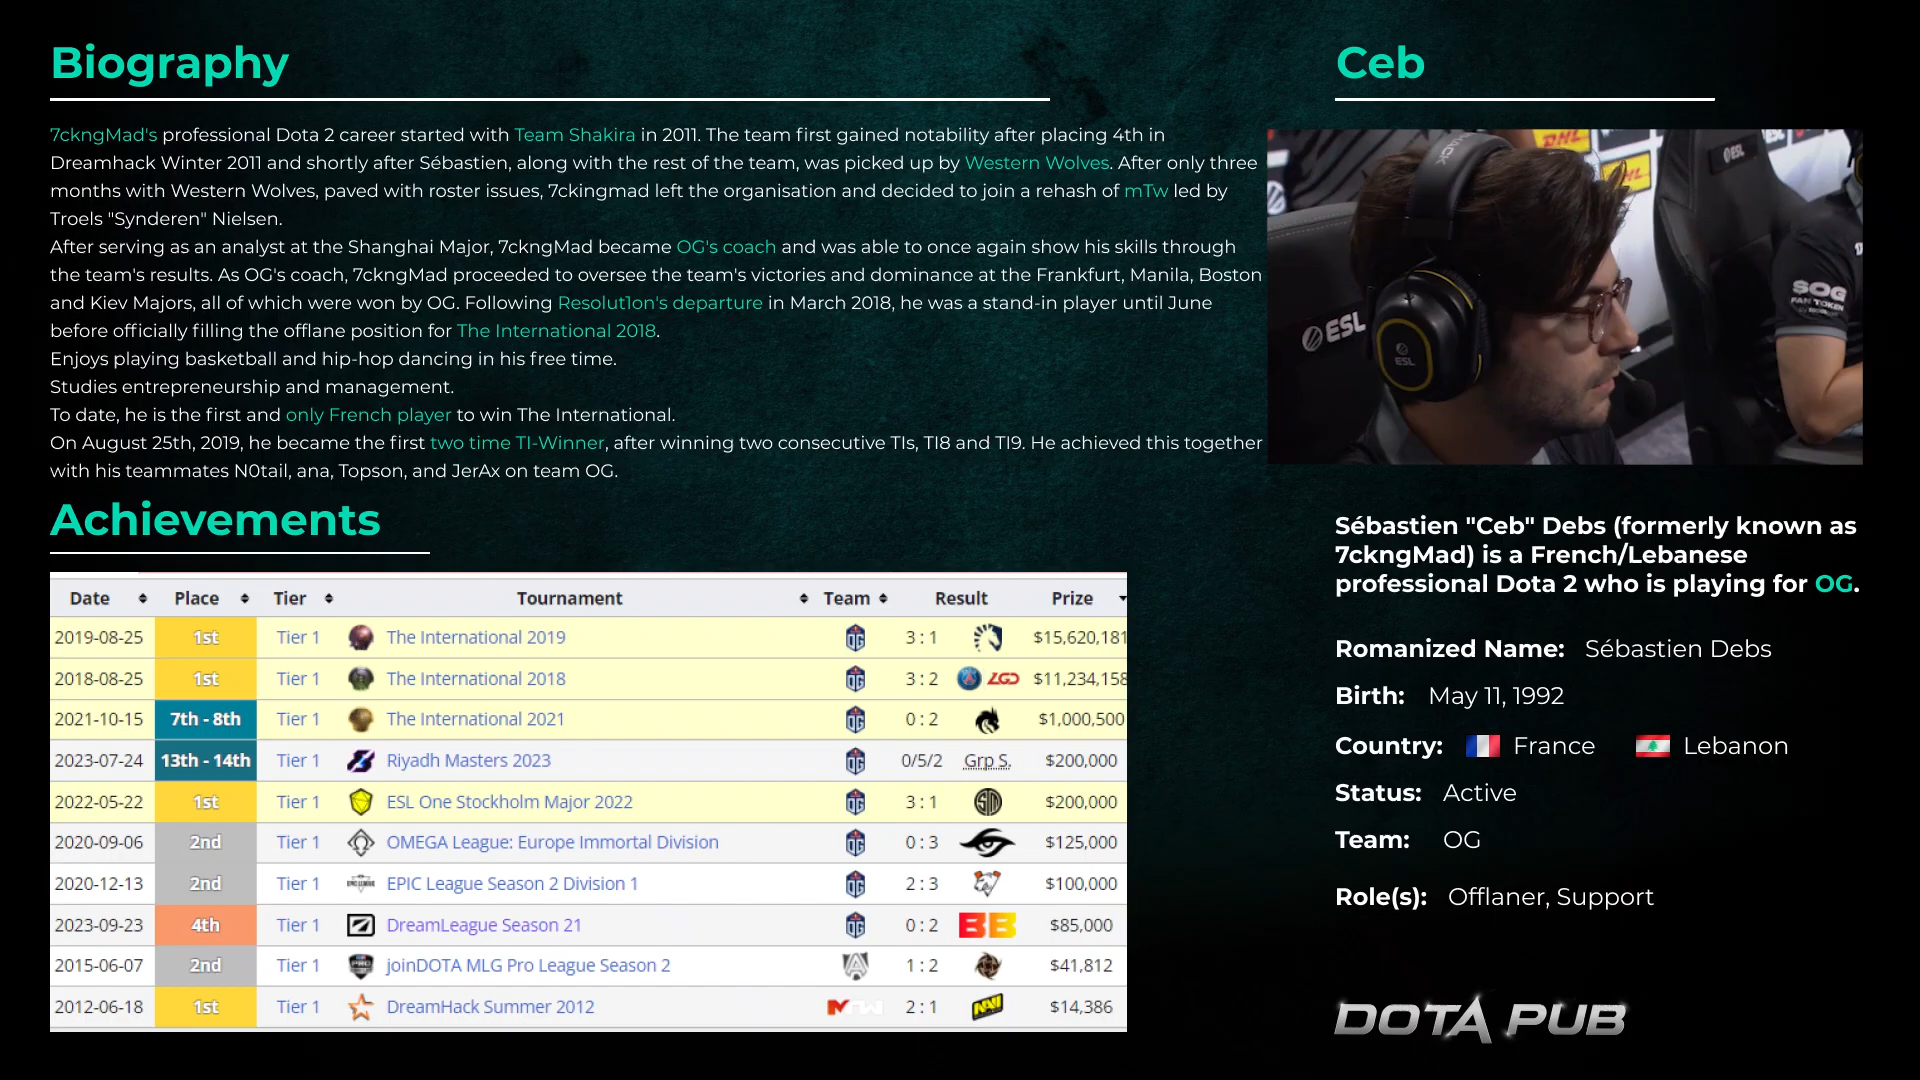 Biography
7ckngMad's professional Dota 2 career started with Team Shakira in 2011. The team first gained notability after placing 4th in
Dreamhack Winter 2011 and shortly after Sébastien, along with the rest of the team, was picked up by Western Wolves. After only three
months with Western Wolves, paved with roster issues, 7ckingmad left the organisation and decided to join a rehash of mTw led by
Troels "Synderen" Nielsen.
After serving as an analyst at the Shanghai Major, 7ckngMad became OG's coach and was able to once again show his skills through
the team's results. As OG's coach, 7ckngMad proceeded to oversee the team's victories and dominance at the Frankfurt, Manila, Boston
and Kiev Majors, all of which were won by OG. Following Resolut1on's departure in March 2018, he was a stand-in player until June
before officially filling the offlane position for The International 2018.
Enjoys playing basketball and hip-hop dancing in his free time.
Studies entrepreneurship and management.
To date, he is the first and only French player to win The International.
On August 25th, 2019, he became the first two time TI-Winner, after winning two consecutive TIs, TI8 and TI9. He achieved this together
with his teammates N0tail, ana, Topson, and JerAx on team OG.
Achievements
Date Place Tier Tournament Team Result Prize
2019-08-25 1st Tier 1 The International 2019 OG 3 : 1 $15,620,181
2018-08-25 1st Tier 1 The International 2018 OG 3 : 2 LGD $11,234,158
2021-10-15 7th - 8th Tier 1 The International 2021 OG 0 : 2 $1,000,500
2023-07-24 13th - 14th Tier 1 Riyadh Masters 2023 OG 0/5/2 Grp S. $200,000
2022-05-22 1st Tier 1 ESL One Stockholm Major 2022 OG 3 : 1 $200,000
2020-09-06 2nd Tier 1 OMEGA League: Europe Immortal Division OG 0 : 3 $125,000
2020-12-13 2nd Tier 1 EPIC League Season 2 Division 1 OG 2 : 3 $100,000
2023-09-23 4th Tier 1 DreamLeague Season 21 OG 0 : 2 BB $85,000
2015-06-07 2nd Tier 1 joinDOTA MLG Pro League Season 2 1 : 2 $41,812
2012-06-18 1st Tier 1 DreamHack Summer 2012 2 : 1 $14,386
Ceb
DHL
ESL
ESL
ESL
SOG
FAN TOKEN
Sébastien "Ceb" Debs (formerly known as
7ckngMad) is a French/Lebanese
professional Dota 2 who is playing for OG.
Romanized Name: Sébastien Debs
Birth: May 11, 1992
Country: France Lebanon
Status: Active
Team: OG
Role(s): Offlaner, Support
DOTA PUB